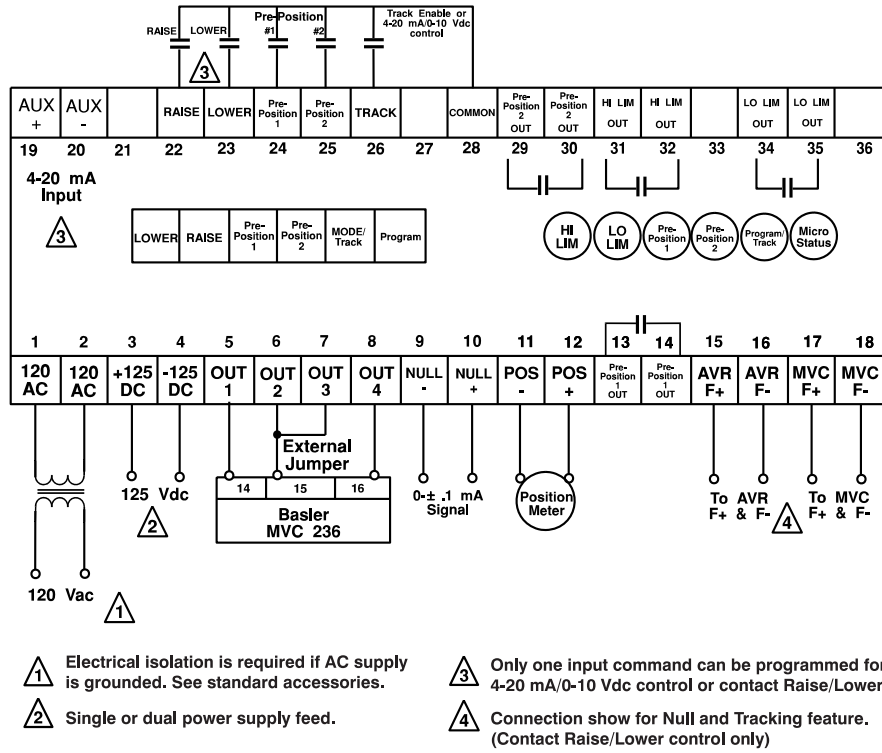 Pre-Position
#1 #2
Track Enable or
4-20 mA/0-10 Vdc
control
RAISE LOWER
3
AUX + AUX - RAISE LOWER Pre-Position 1 Pre-Position 2 TRACK COMMON Pre-Position 2 OUT Pre-Position 2 OUT HI LIM OUT HI LIM OUT LO LIM OUT LO LIM OUT
19 20 21 22 23 24 25 26 27 28 29 30 31 32 33 34 35 36
4-20 mA
Input
3
LOWER RAISE Pre-Position 1 Pre-Position 2 MODE/Track Program
HI LIM LO LIM Pre-Position 1 Pre-Position 2 Program/Track Micro Status
1 2 3 4 5 6 7 8 9 10 11 12 13 14 15 16 17 18
120 AC 120 AC +125 DC -125 DC OUT 1 OUT 2 OUT 3 OUT 4 NULL - NULL + POS - POS + Pre-Position 1 OUT Pre-Position 1 OUT AVR F+ AVR F- MVC F+ MVC F-
External
Jumper
125 Vdc
2
14 15 16
Basler
MVC 236
0-± .1 mA
Signal
Position
Meter
To AVR
F+ & F-
4
To MVC
F+ & F-
120 Vac
1
1 Electrical isolation is required if AC supply
is grounded. See standard accessories.
2 Single or dual power supply feed.
3 Only one input command can be programmed for
4-20 mA/0-10 Vdc control or contact Raise/Lower
4 Connection show for Null and Tracking feature.
(Contact Raise/Lower control only)